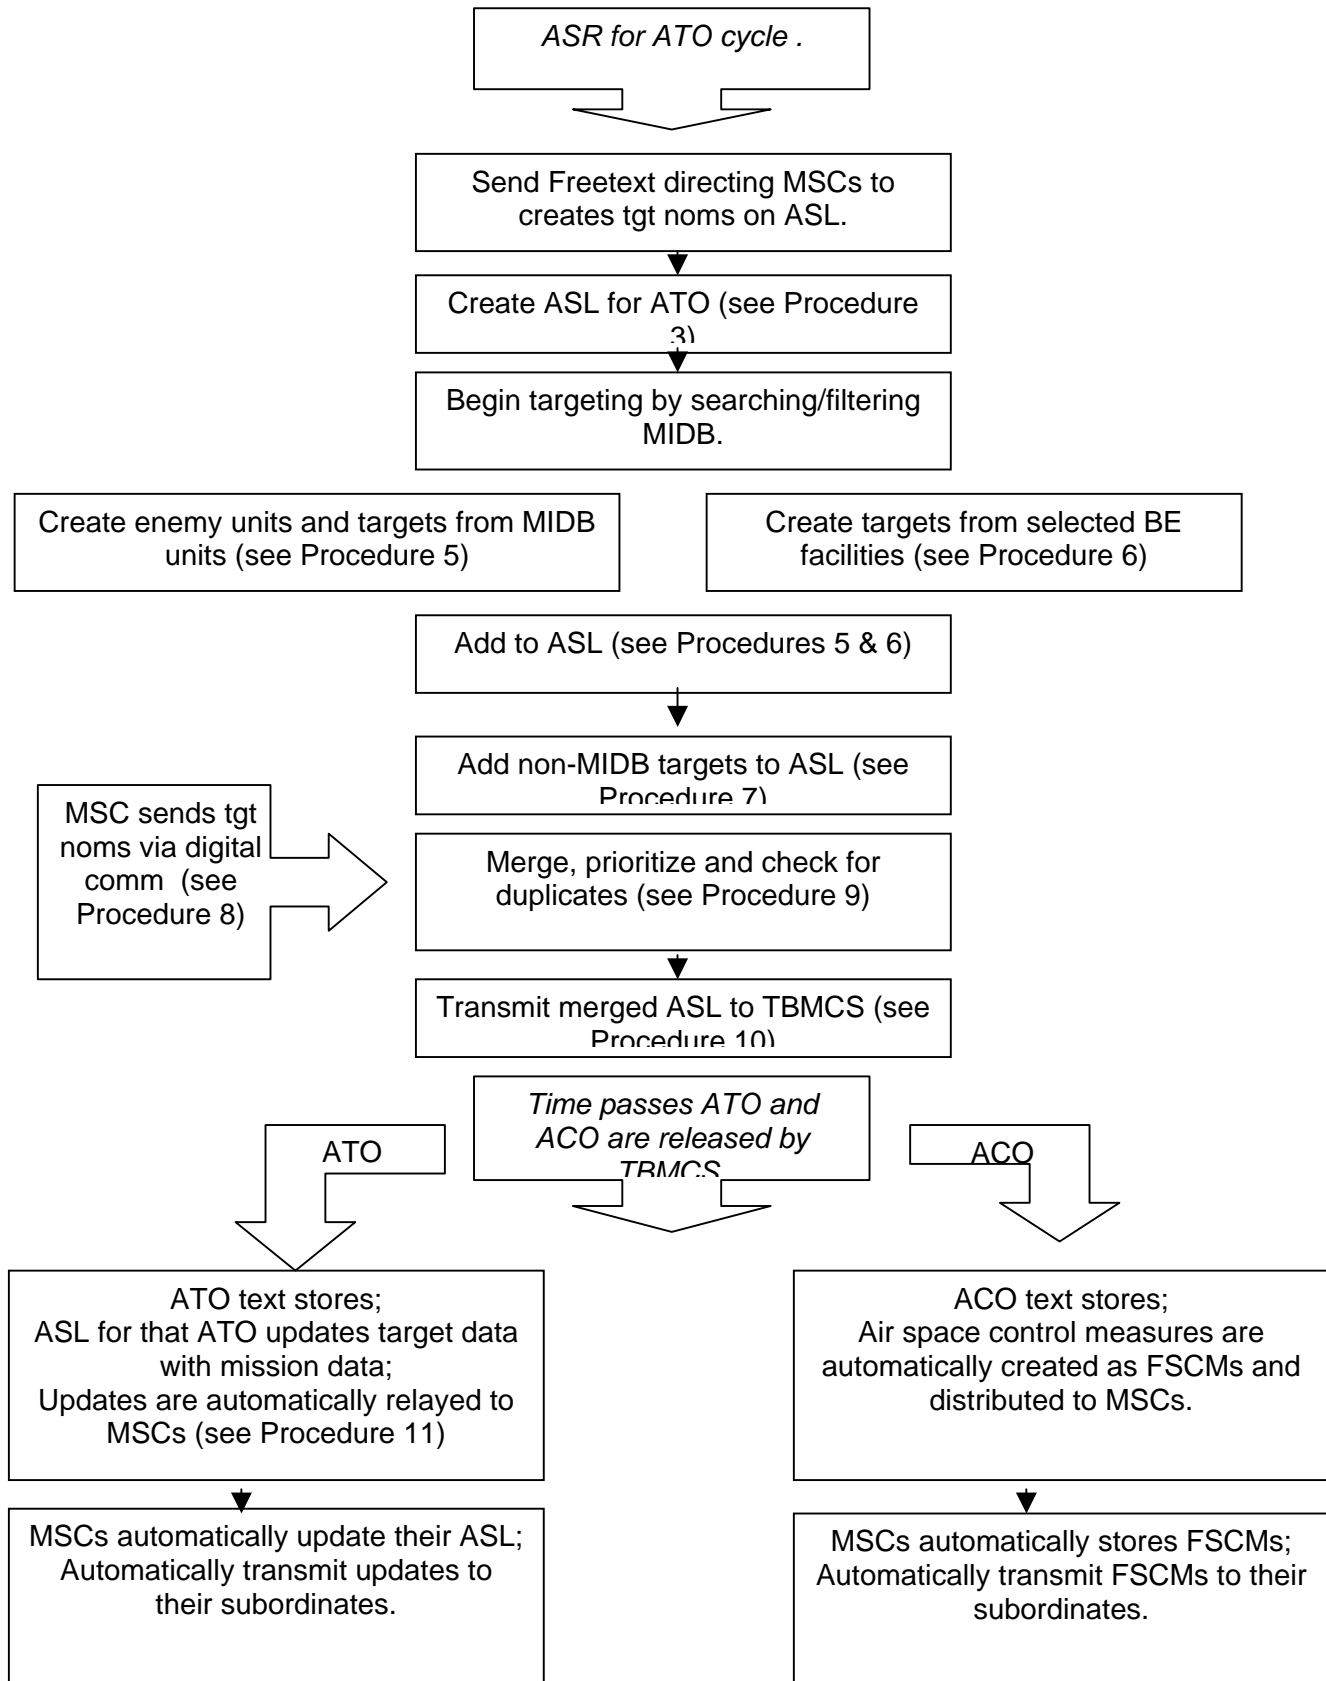 ASR for ATO cycle .
Send Freetext directing MSCs to
creates tgt noms on ASL.
Create ASL for ATO (see Procedure
3)
Begin targeting by searching/filtering
MIDB.
Create enemy units and targets from MIDB
units (see Procedure 5)
Create targets from selected BE
facilities (see Procedure 6)
Add to ASL (see Procedures 5 & 6)
Add non-MIDB targets to ASL (see
Procedure 7)
MSC sends tgt
noms via digital
comm (see
Procedure 8)
Merge, prioritize and check for
duplicates (see Procedure 9)
Transmit merged ASL to TBMCS (see
Procedure 10)
Time passes ATO and
ACO are released by
TBMCS
ATO
ACO
ATO text stores;
ASL for that ATO updates target data
with mission data;
Updates are automatically relayed to
MSCs (see Procedure 11)
ACO text stores;
Air space control measures are
automatically created as FSCMs and
distributed to MSCs.
MSCs automatically update their ASL;
Automatically transmit updates to
their subordinates.
MSCs automatically stores FSCMs;
Automatically transmit FSCMs to their
subordinates.